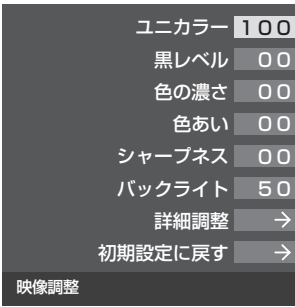 ユニカラー 100
黒レベル 00
色の濃さ 00
色あい 00
シャープネス 00
バックライト 50
詳細調整 →
初期設定に戻す →
映像調整